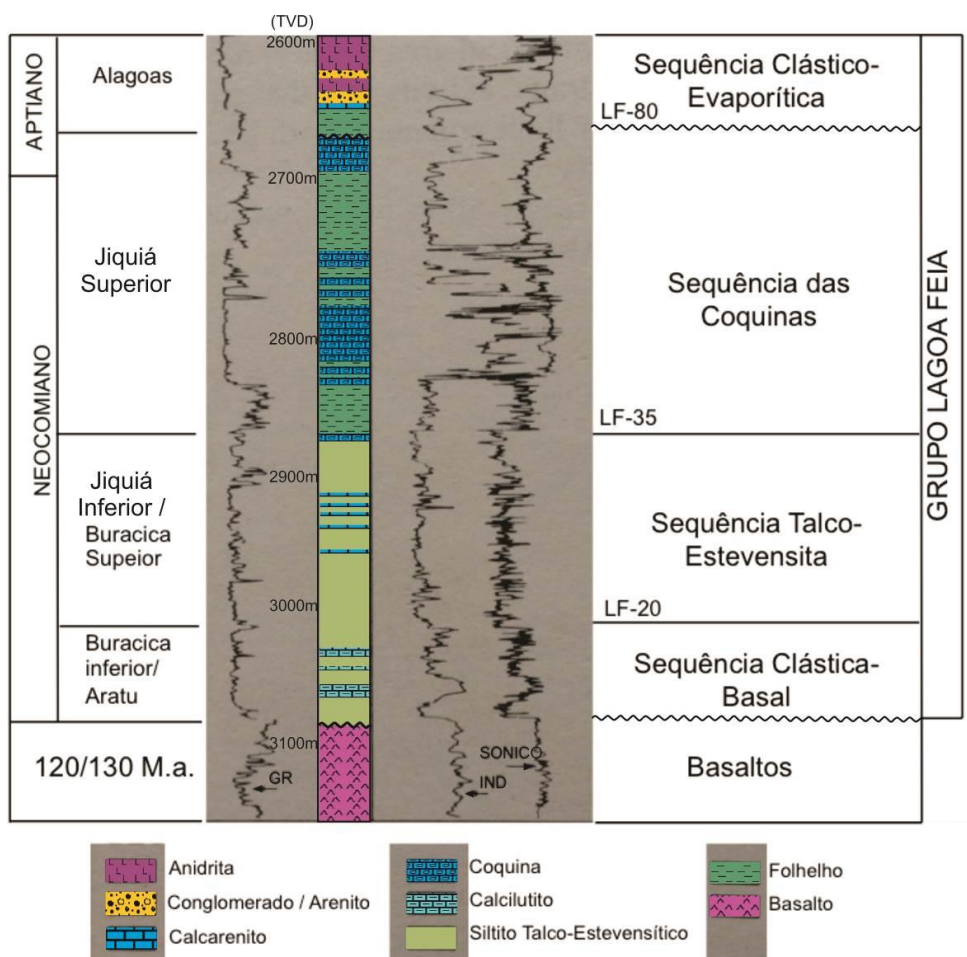 (TVD)
2600m
2700m
2800m
2900m
3000m
3100m
APTIANO
NEOCOMIANO
Alagoas
Jiquiá
Superior
Jiquiá
Inferior /
Buracica
Supeior
Buracica
inferior/
Aratu
120/130 M.a.
GR
SONICO
IND
Sequência Clástico-
Evaporítica
LF-80
Sequência das
Coquinas
LF-35
Sequência Talco-
Estevensita
LF-20
Sequência Clástica-
Basal
Basaltos
GRUPO LAGOA FEIA
Anidrita
Conglomerado / Arenito
Calcarenito
Coquina
Calcilutito
Siltito Talco-Estevensítico
Folhelho
Basalto